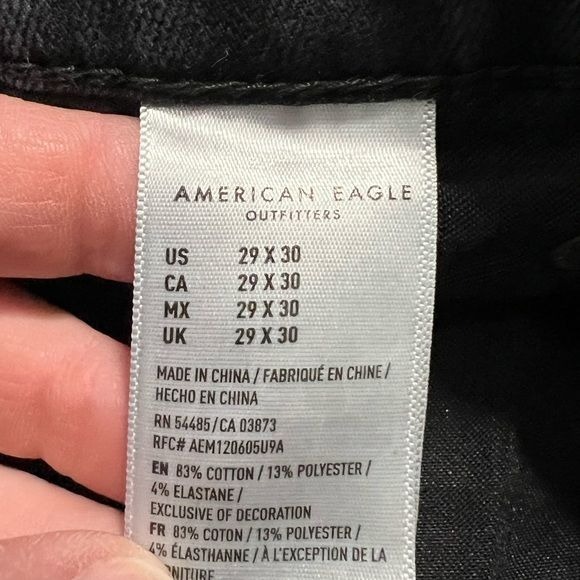 AMERICAN EAGLE
OUTFITTERS
US 29 X 30
CA 29 X 30
MX 29 X 30
UK 29 X 30
MADE IN CHINA / FABRIQUÉ EN CHINE /
HECHO EN CHINA
RN 54485/CA 03873
RFC# AEM120605U9A
EN 83% COTTON / 13% POLYESTER /
4% ELASTANE /
EXCLUSIVE OF DECORATION
FR 83% COTON / 13% POLYESTER /
4% ÉLASTHANNE / À L'EXCEPTION DE LA